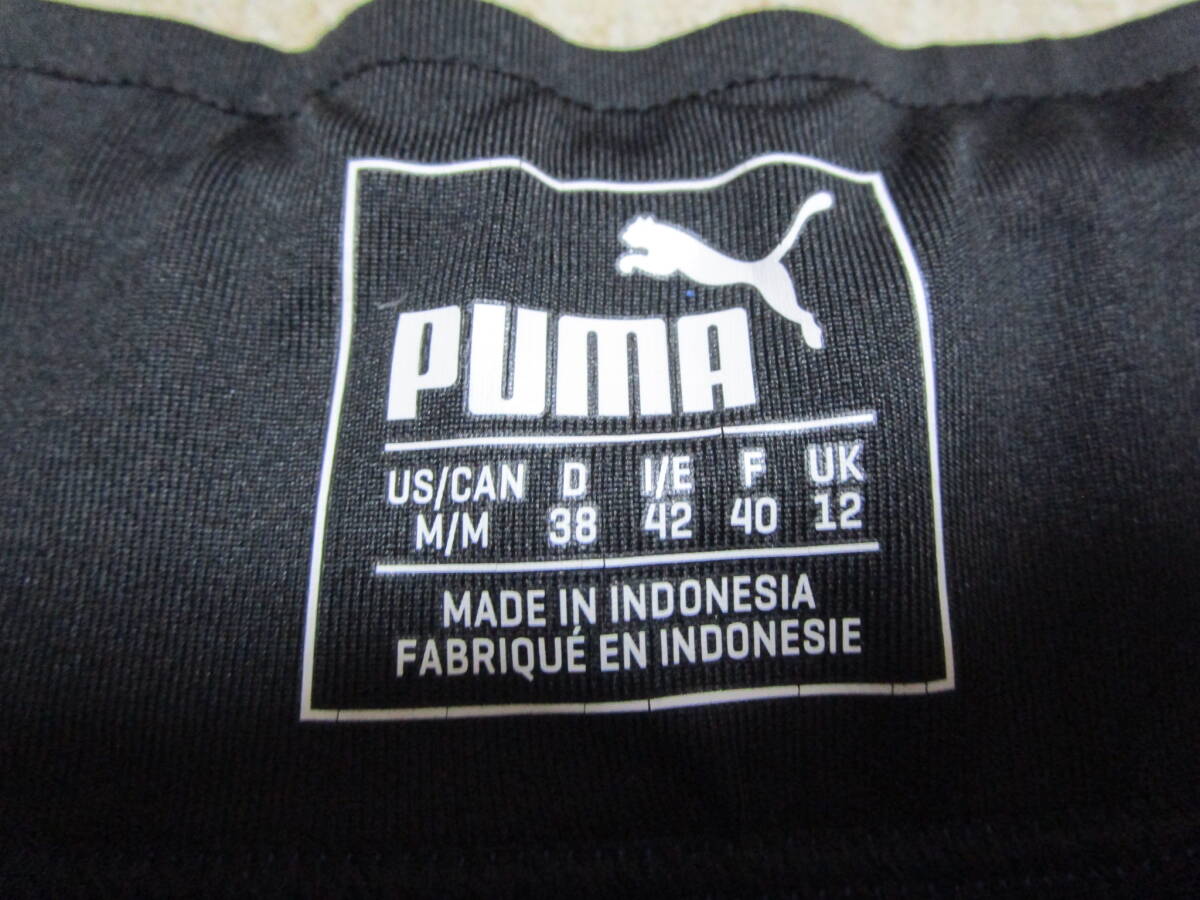 PUMA
US/CAN D I/E F UK
M/M 38 42 40 12
MADE IN INDONESIA
FABRIQUÉ EN INDONESIE